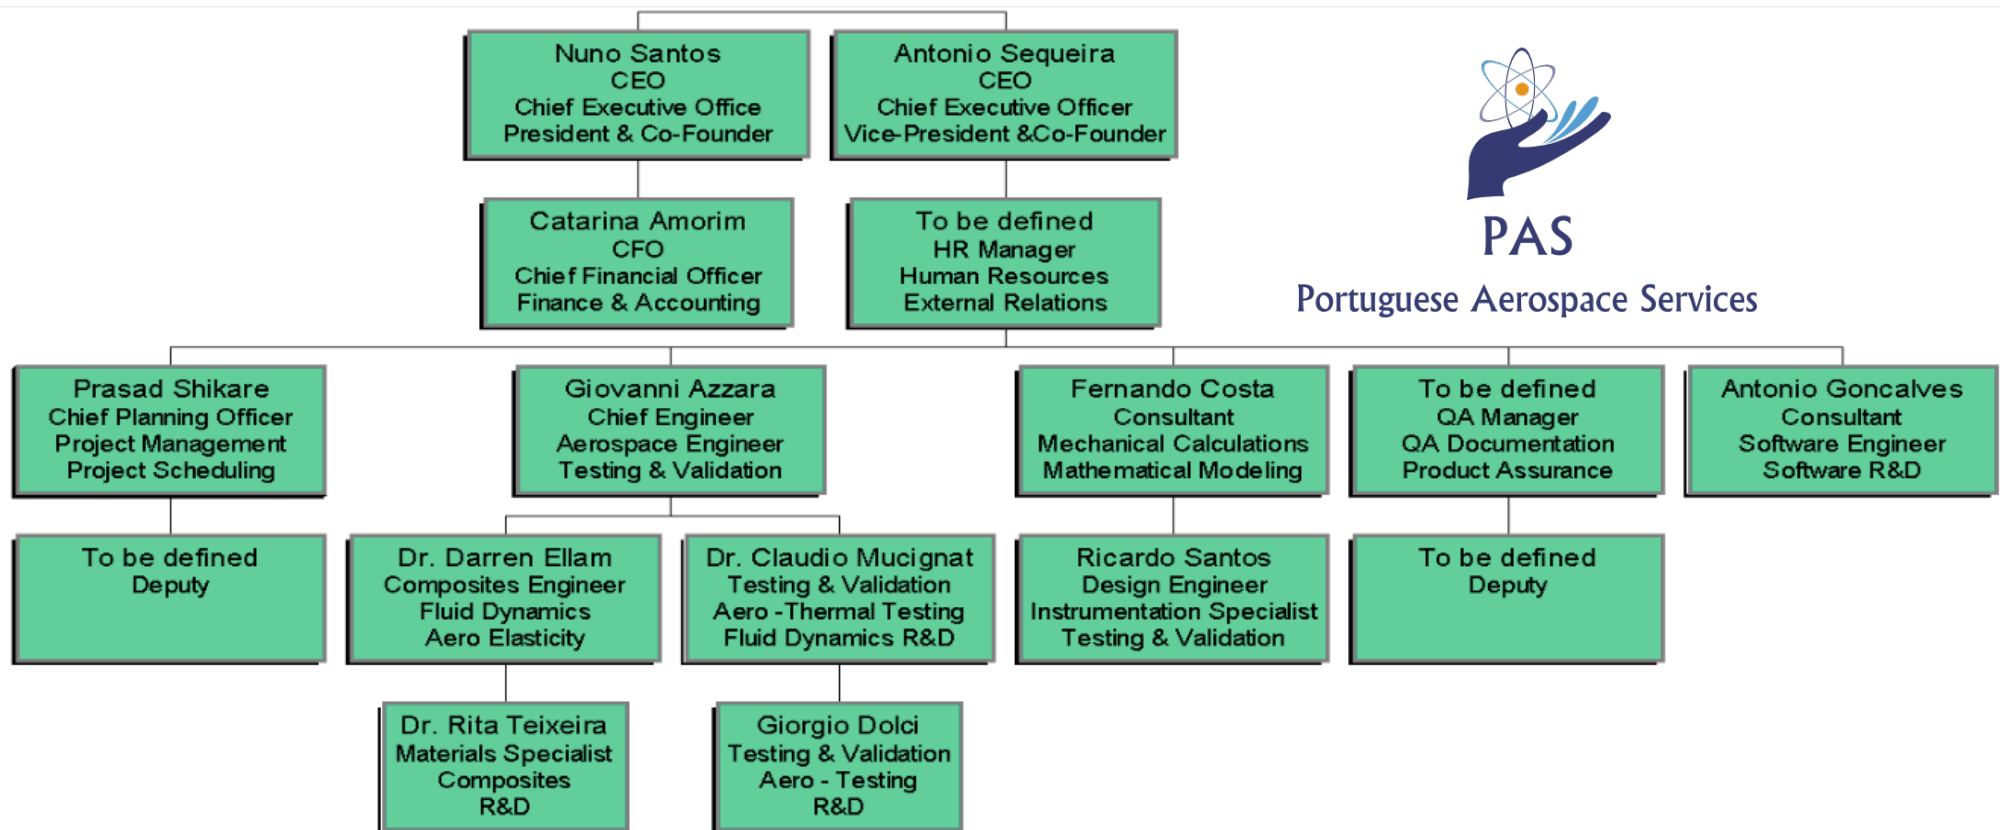 Nuno Santos
CEO
Chief Executive Office
President & Co-Founder
Antonio Sequeira
CEO
Chief Executive Officer
Vice-President &Co-Founder
PAS
Portuguese Aerospace Services
Catarina Amorim
CFO
Chief Financial Officer
Finance & Accounting
To be defined
HR Manager
Human Resources
External Relations
Prasad Shikare
Chief Planning Officer
Project Management
Project Scheduling
Giovanni Azzara
Chief Engineer
Aerospace Engineer
Testing & Validation
Fernando Costa
Consultant
Mechanical Calculations
Mathematical Modeling
To be defined
QA Manager
QA Documentation
Product Assurance
Antonio Goncalves
Consultant
Software Engineer
Software R&D
To be defined
Deputy
Dr. Darren Ellam
Composites Engineer
Fluid Dynamics
Aero Elasticity
Dr. Claudio Mucignat
Testing & Validation
Aero -Thermal Testing
Fluid Dynamics R&D
Ricardo Santos
Design Engineer
Instrumentation Specialist
Testing & Validation
To be defined
Deputy
Dr. Rita Teixeira
Materials Specialist
Composites
R&D
Giorgio Dolci
Testing & Validation
Aero - Testing
R&D